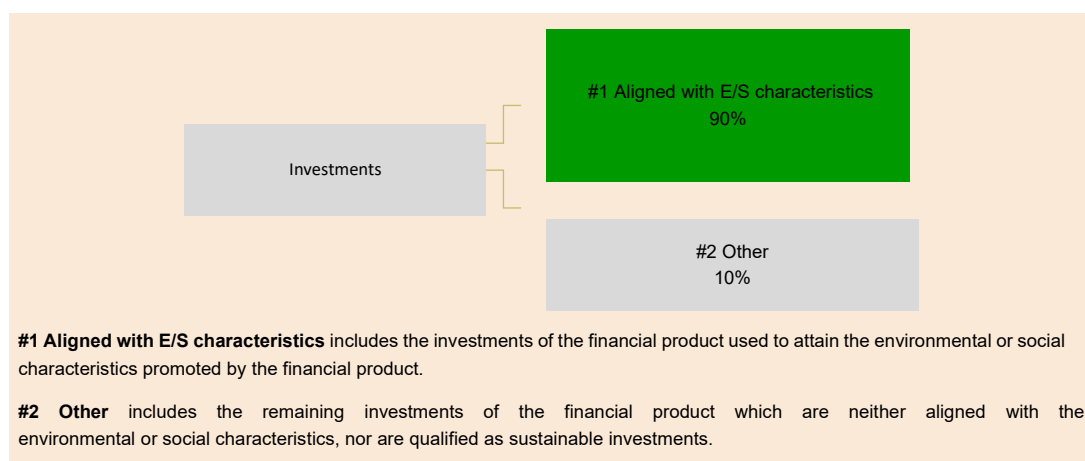 #1 Aligned with E/S characteristics
90%
Investments
#2 Other
10%
#1 Aligned with E/S characteristics includes the investments of the financial product used to attain the environmental or social
characteristics promoted by the financial product.
#2 Other includes the remaining investments of the financial product which are neither aligned with the
environmental or social characteristics, nor are qualified as sustainable investments.